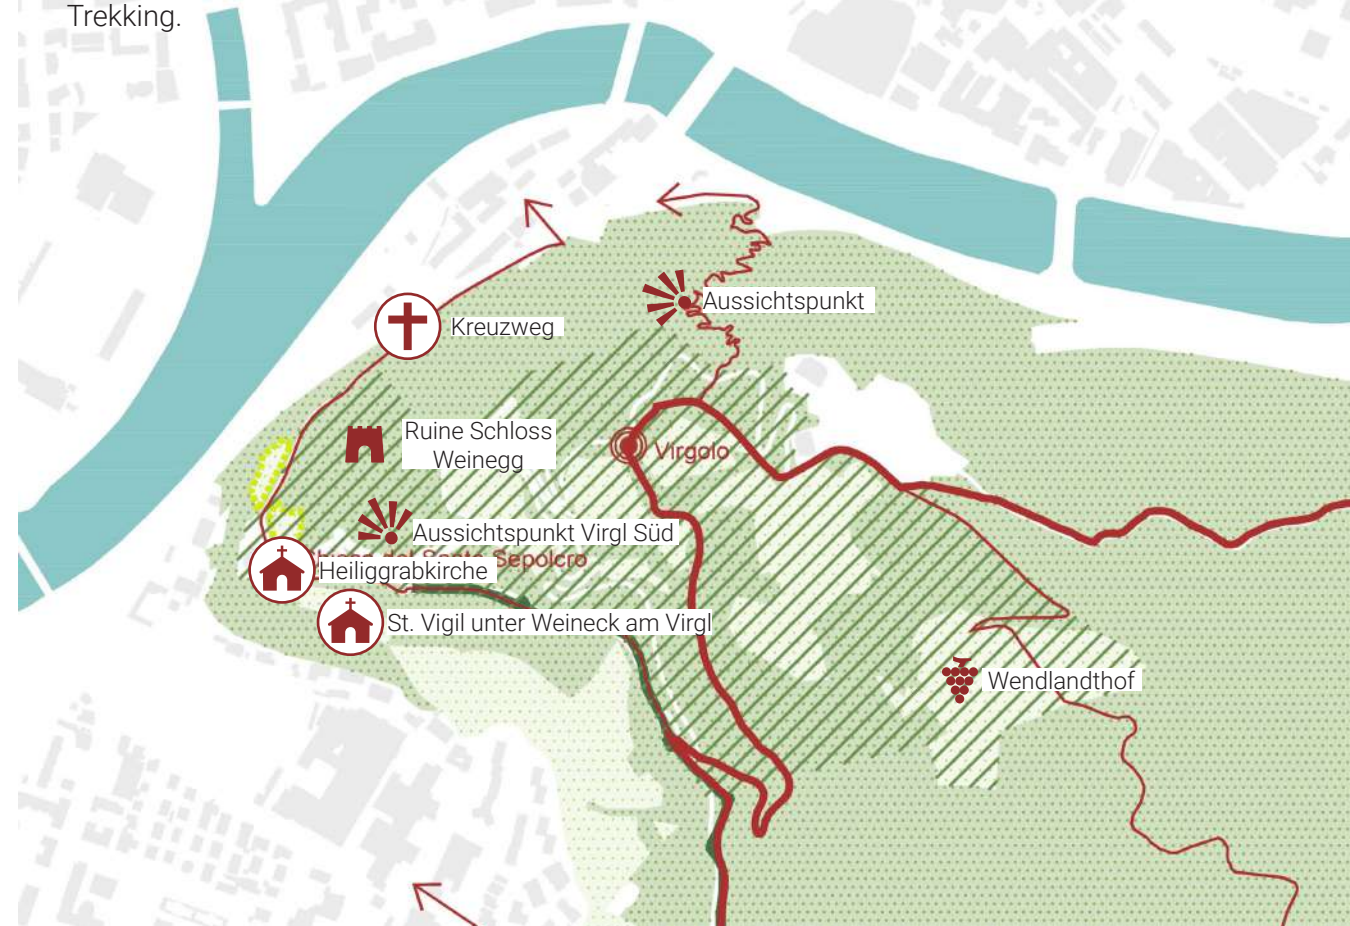 Trekking.
Aussichtspunkt
Kreuzweg
Ruine Schloss
Weinegg
Virgolo
Aussichtspunkt Virgl Süd
Sepolcro
Heiliggrabkirche
St. Vigil unter Weineck am Virgl
Wendlandthof